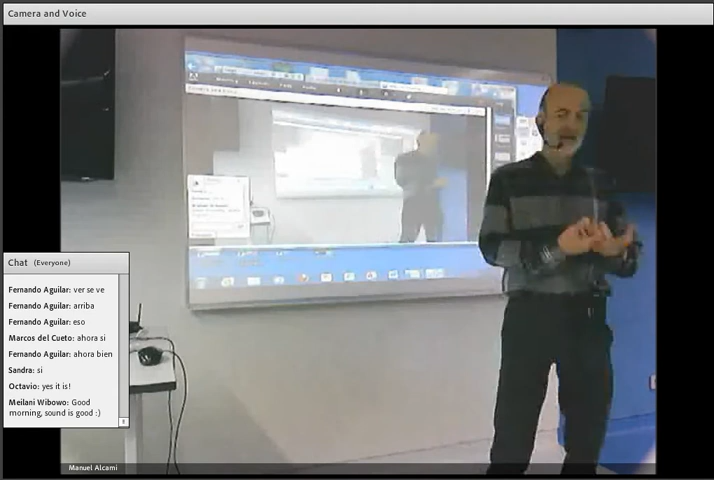 Camera and Voice
Chat (Everyone)
Fernando Aguilar: ver se ve
Fernando Aguilar: arriba
Fernando Aguilar: eso
Marcos del Cueto: ahora si
Fernando Aguilar: ahora bien
Sandra: si
Octavio: yes it is!
Meilani Wibowo: Good
morning, sound is good :)
Manuel Alcami